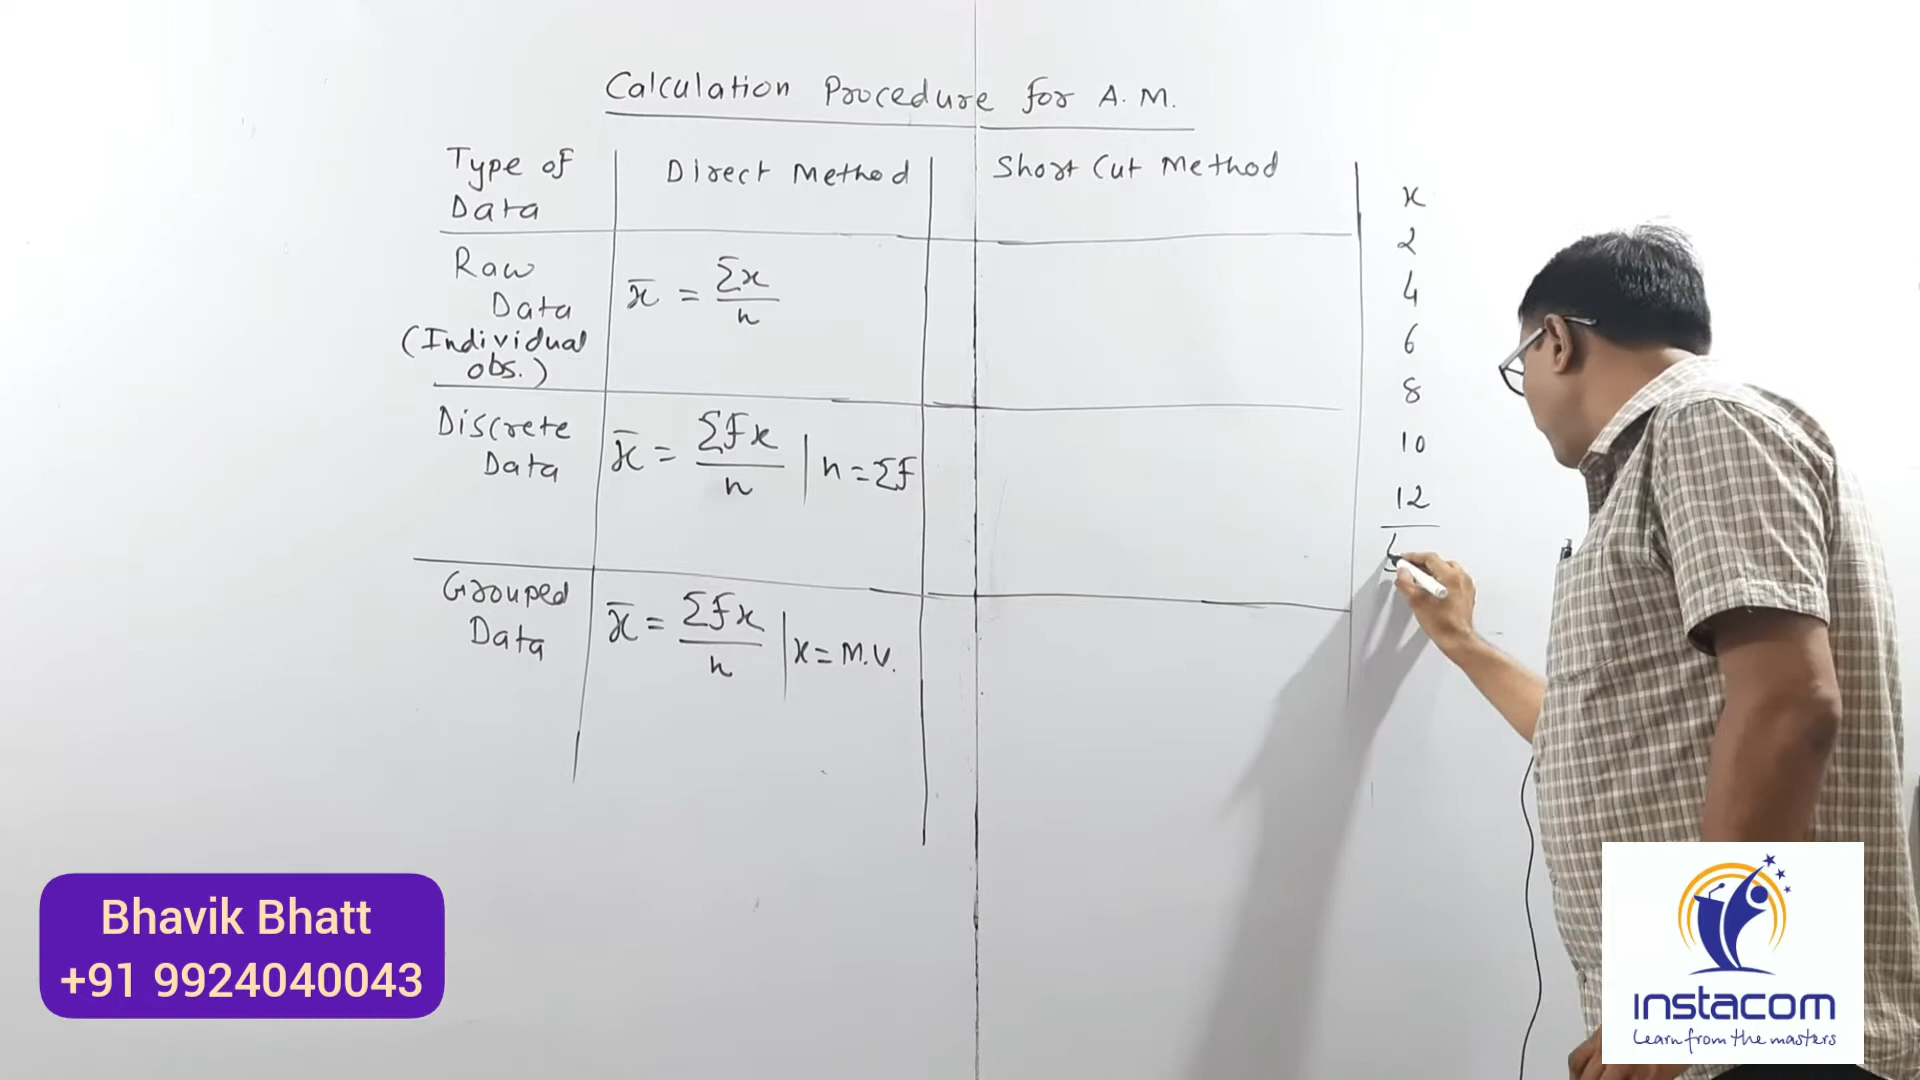 Calculation Procedure for A. M.
Type of Data
Direct Method
Short Cut Method
Raw Data
(Individual obs.)
x̄ = Σx / n
Discrete Data
x̄ = Σfx / n | n = Σf
Grouped Data
x̄ = Σfx / n | x = M.V.
x
2
4
6
8
10
12
Bhavik Bhatt
+91 9924040043
ınstacom
Learn from the masters